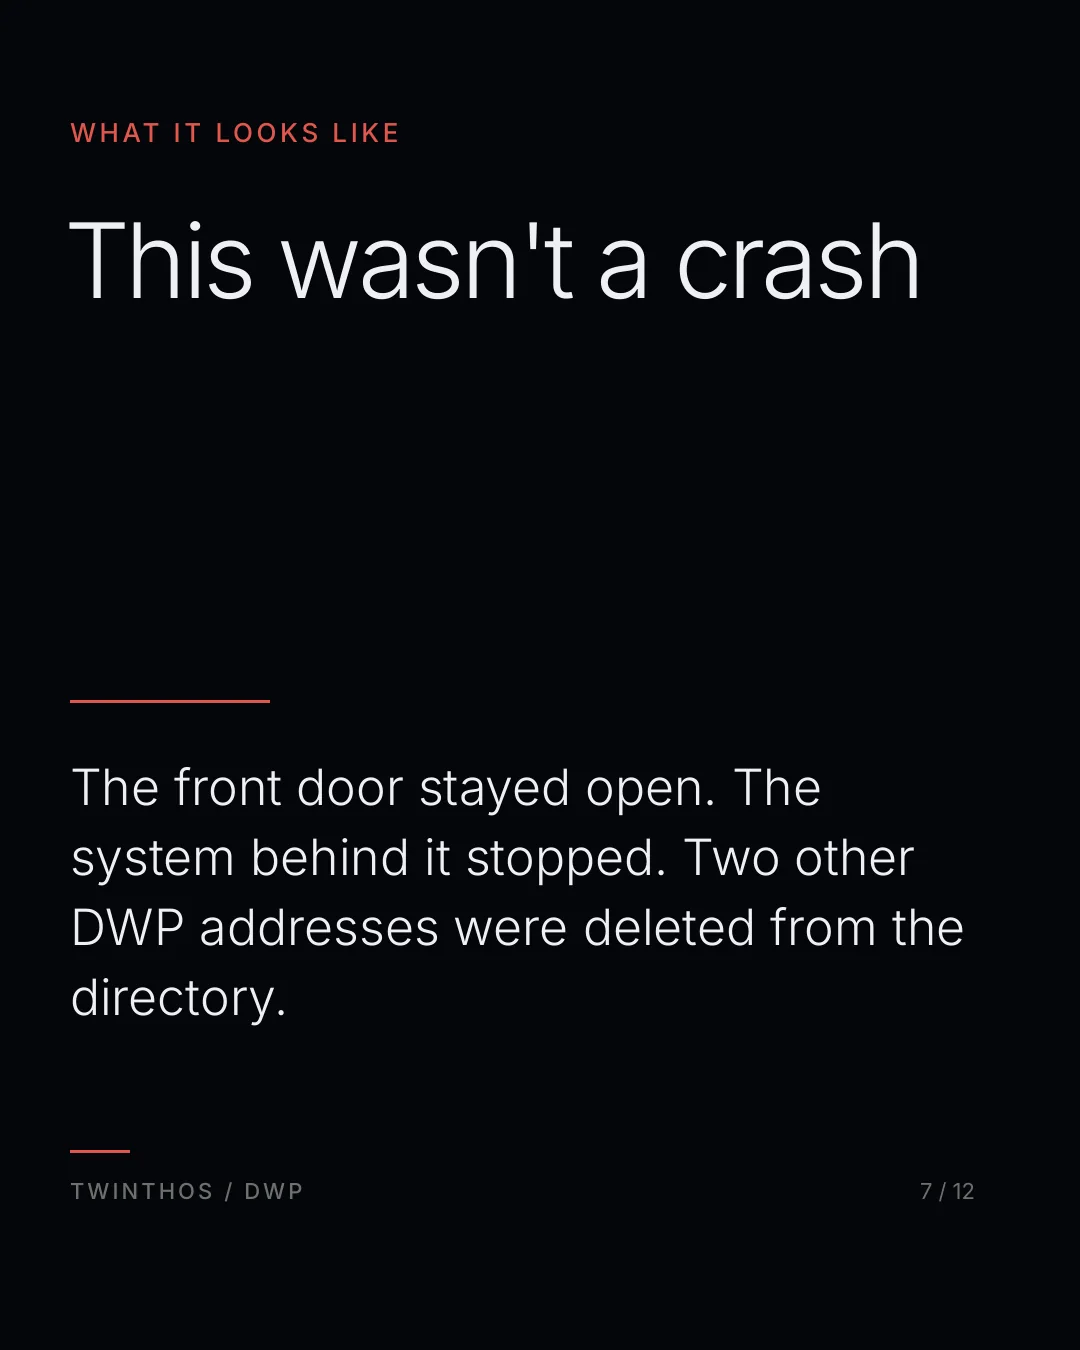 WHAT IT LOOKS LIKE
This wasn't a crash
The front door stayed open. The
system behind it stopped. Two other
DWP addresses were deleted from the
directory.
TWINTHOS / DWP
7 / 12